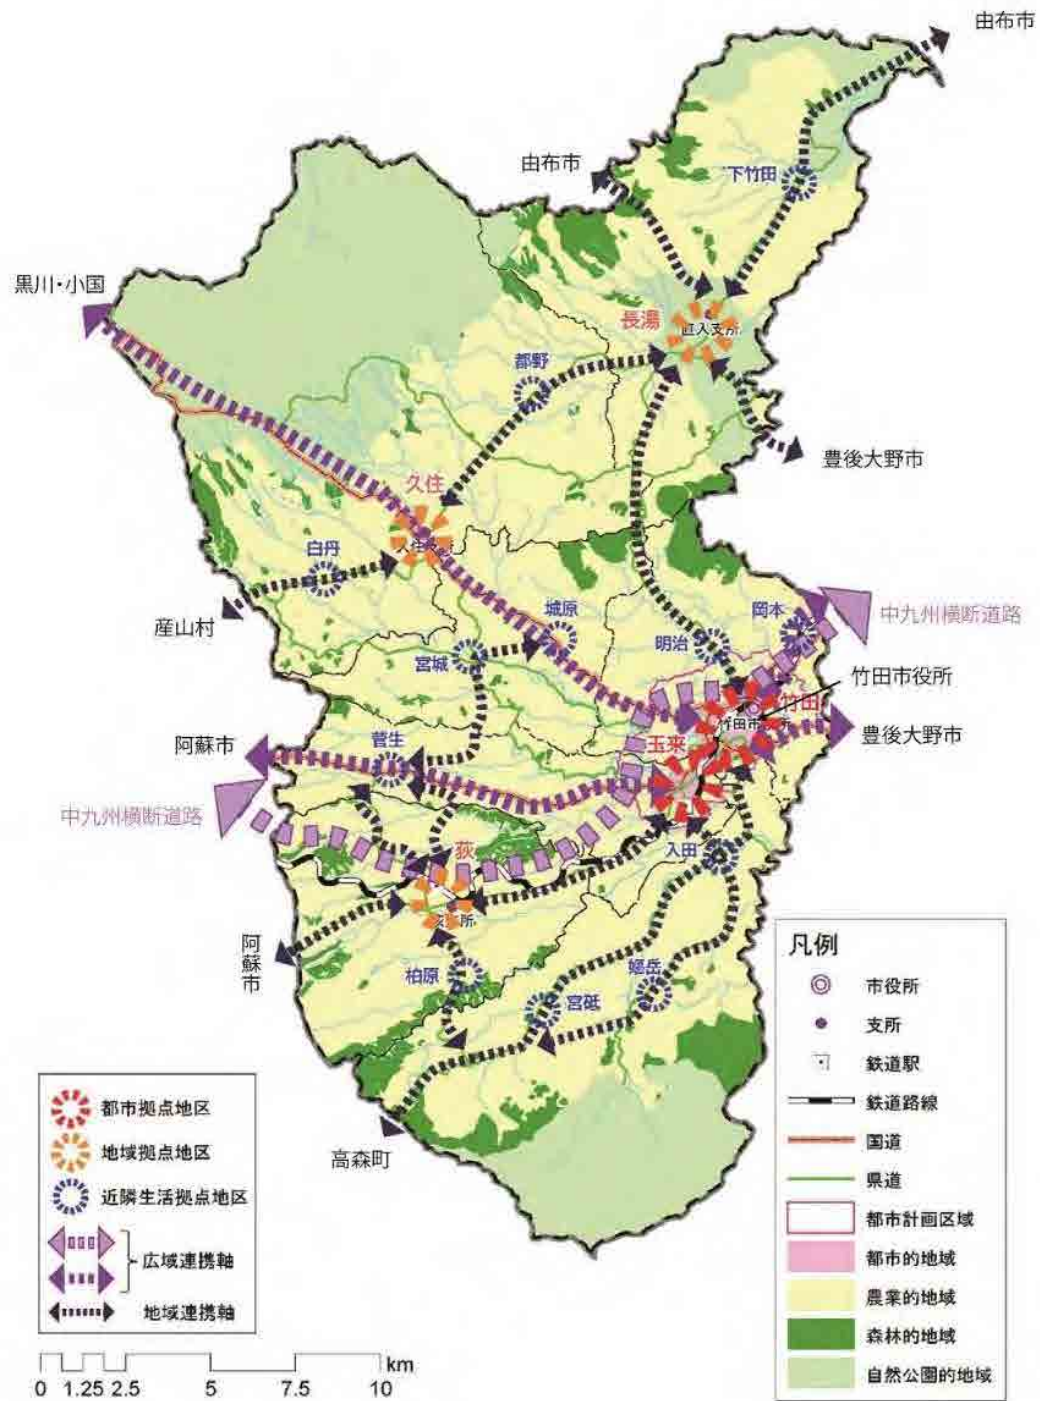 由布市
由布市
下竹田
黒川・小国
長湯
直入支所
都野
豊後大野市
久住
白丹
産山村
城原
岡本
中九州横断道路
明治
宮城
竹田市役所
竹田
玉来
豊後大野市
阿蘇市
菅生
中九州横断道路
荻
入田
阿蘇市
柏原
宮砥
嫗岳
高森町
都市拠点地区
地域拠点地区
近隣生活拠点地区
広域連携軸
地域連携軸
0 1.25 2.5 5 7.5 10 km
凡例
市役所
支所
鉄道駅
鉄道路線
国道
県道
都市計画区域
都市的地域
農業的地域
森林的地域
自然公園的地域